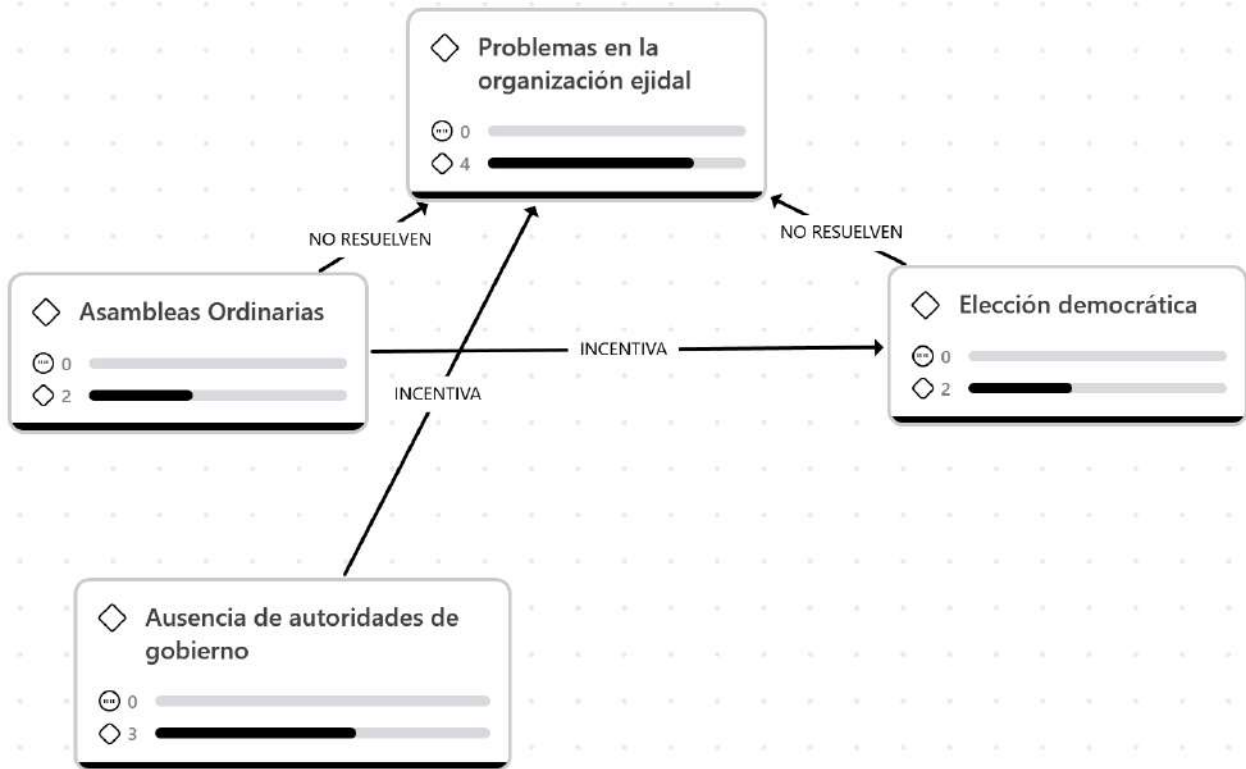 Problemas en la
organización ejidal
0
4
NO RESUELVEN
NO RESUELVEN
Asambleas Ordinarias
0
2
Elección democrática
0
2
INCENTIVA
INCENTIVA
Ausencia de autoridades de
gobierno
0
3